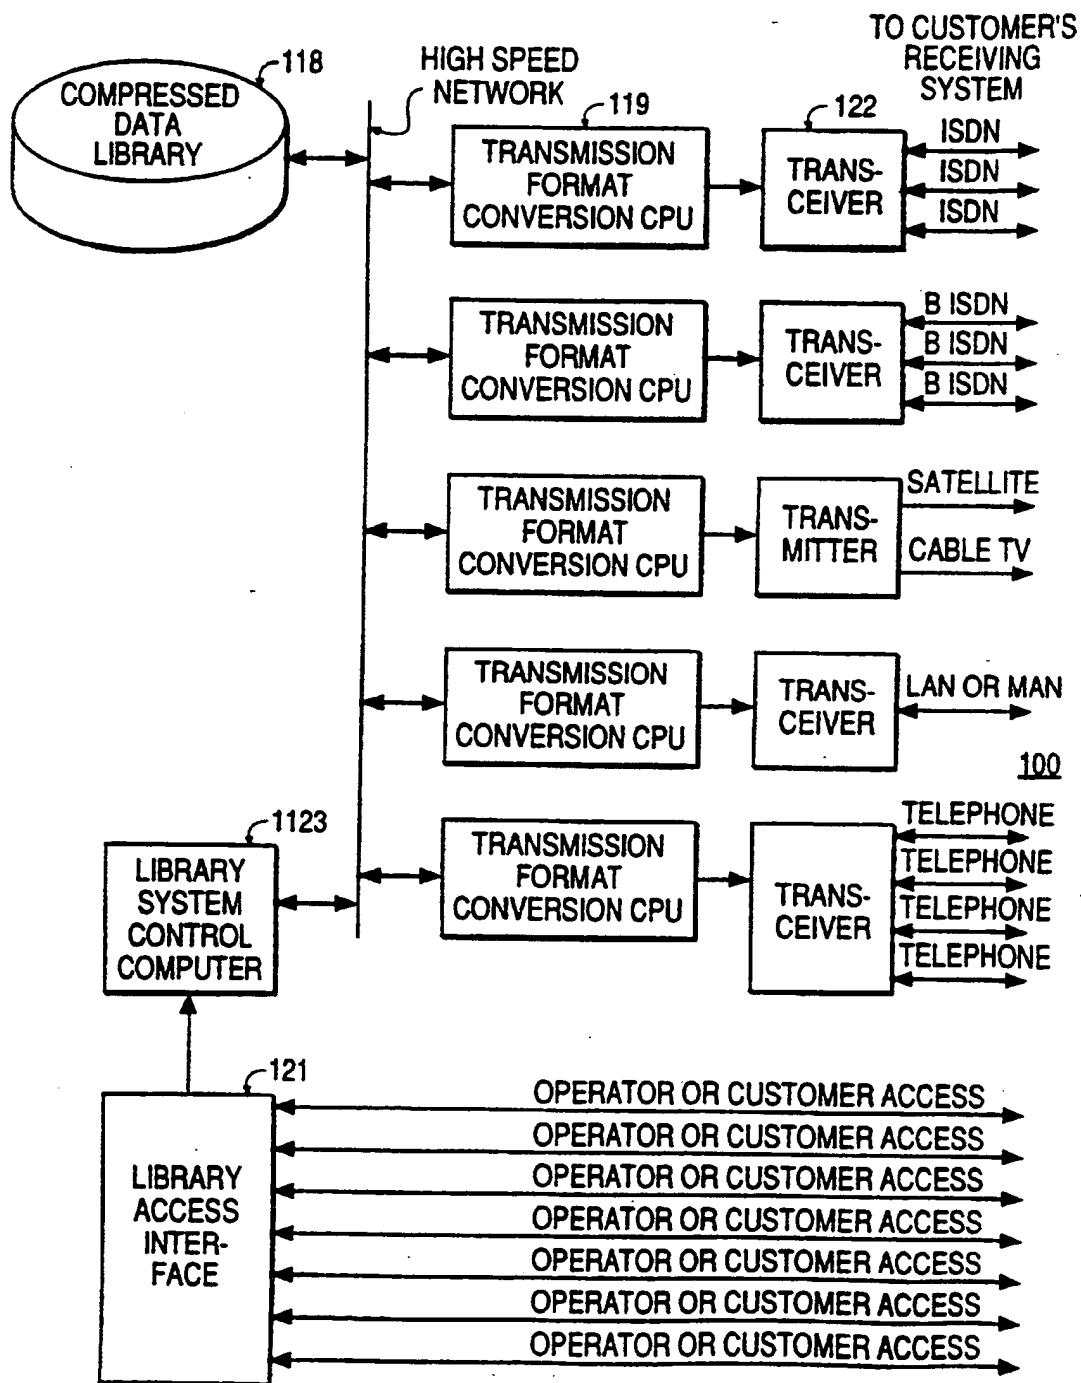 TO CUSTOMER'S
RECEIVING
SYSTEM
118
COMPRESSED
DATA
LIBRARY
HIGH SPEED
NETWORK
119
TRANSMISSION
FORMAT
CONVERSION CPU
122
TRANS-
CEIVER
ISDN
ISDN
ISDN
TRANSMISSION
FORMAT
CONVERSION CPU
TRANS-
CEIVER
B ISDN
B ISDN
B ISDN
TRANSMISSION
FORMAT
CONVERSION CPU
TRANS-
MITTER
SATELLITE
CABLE TV
TRANSMISSION
FORMAT
CONVERSION CPU
TRANS-
CEIVER
LAN OR MAN
100
1123
LIBRARY
SYSTEM
CONTROL
COMPUTER
TRANSMISSION
FORMAT
CONVERSION CPU
TRANS-
CEIVER
TELEPHONE
TELEPHONE
TELEPHONE
TELEPHONE
121
LIBRARY
ACCESS
INTER-
FACE
OPERATOR OR CUSTOMER ACCESS
OPERATOR OR CUSTOMER ACCESS
OPERATOR OR CUSTOMER ACCESS
OPERATOR OR CUSTOMER ACCESS
OPERATOR OR CUSTOMER ACCESS
OPERATOR OR CUSTOMER ACCESS
OPERATOR OR CUSTOMER ACCESS